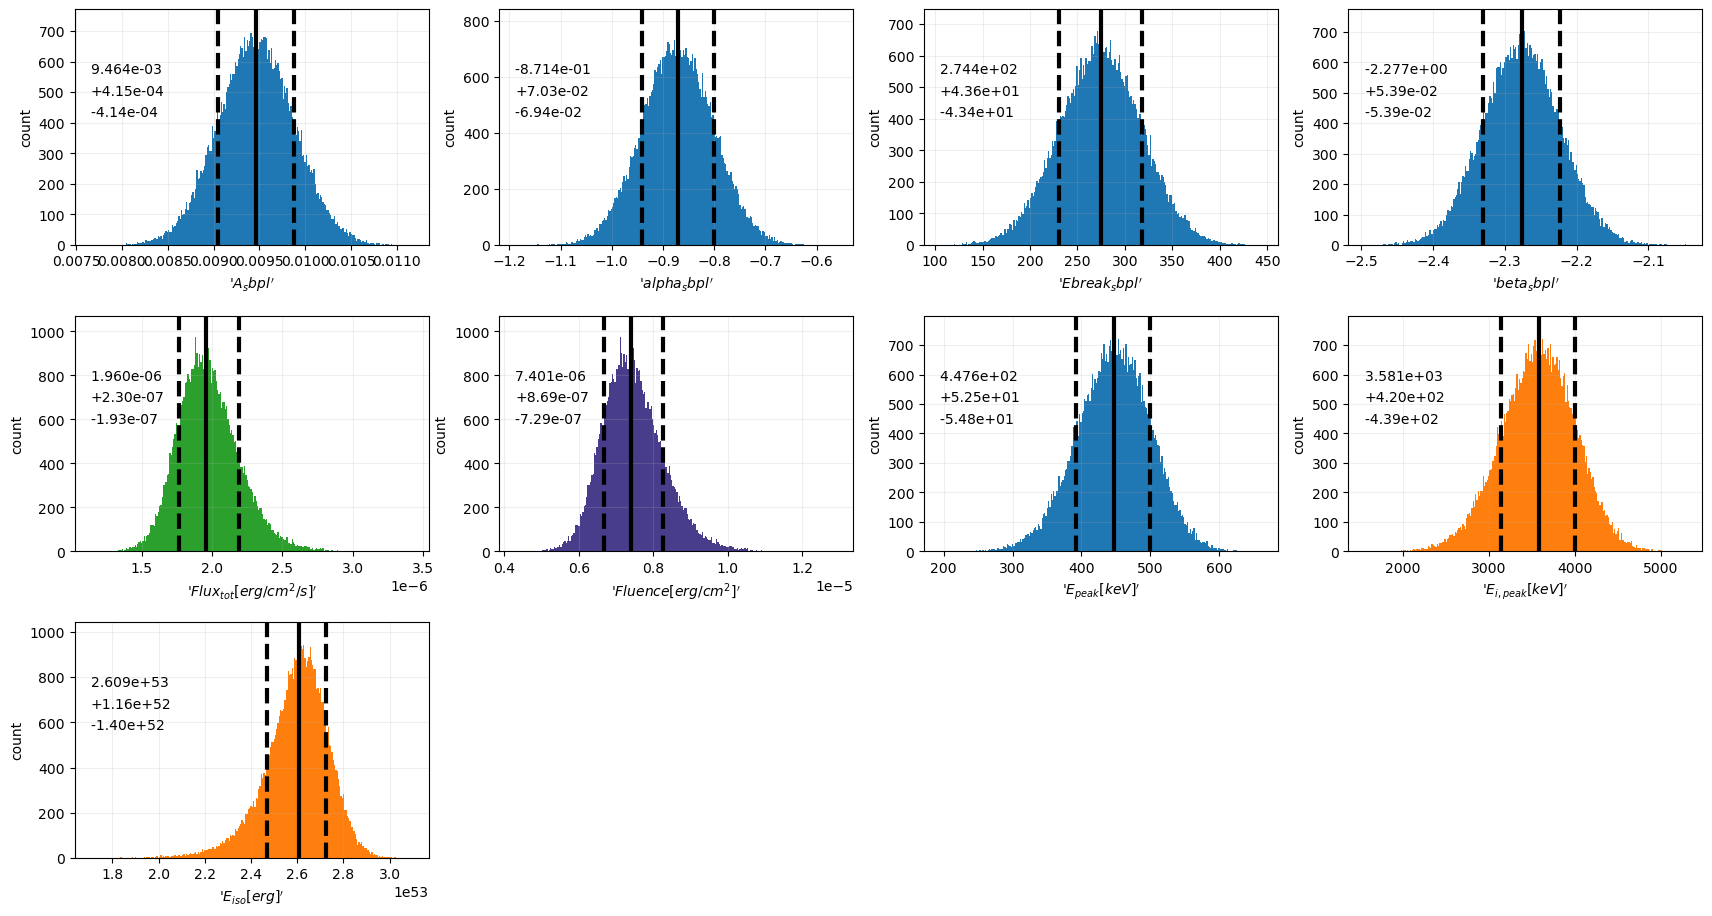 700
600
500
400
300
200
100
0
count
9.464e-03
+4.15e-04
-4.14e-04
0.0075 0.0080 0.0085 0.0090 0.0095 0.0100 0.0105 0.0110
'A_sbpl'
800
600
400
200
0
count
-8.714e-01
+7.03e-02
-6.94e-02
−1.2 −1.1 −1.0 −0.9 −0.8 −0.7 −0.6
'alpha_sbpl'
700
600
500
400
300
200
100
0
count
2.744e+02
+4.36e+01
-4.34e+01
100 150 200 250 300 350 400 450
'Ebreak_sbpl'
700
600
500
400
300
200
100
0
count
-2.277e+00
+5.39e-02
-5.39e-02
−2.5 −2.4 −2.3 −2.2 −2.1
'beta_sbpl'
1000
800
600
400
200
0
count
1.960e-06
+2.30e-07
-1.93e-07
1.5 2.0 2.5 3.0 3.5
1e−6
'Flux_tot[erg/cm²/s]'
1000
800
600
400
200
0
count
7.401e-06
+8.69e-07
-7.29e-07
0.4 0.6 0.8 1.0 1.2
1e−5
'Fluence[erg/cm²]'
700
600
500
400
300
200
100
0
count
4.476e+02
+5.25e+01
-5.48e+01
200 300 400 500 600
'E_peak[keV]'
700
600
500
400
300
200
100
0
count
3.581e+03
+4.20e+02
-4.39e+02
2000 3000 4000 5000
'E_i,peak[keV]'
1000
800
600
400
200
0
count
2.609e+53
+1.16e+52
-1.40e+52
1.8 2.0 2.2 2.4 2.6 2.8 3.0
1e53
'E_iso[erg]'